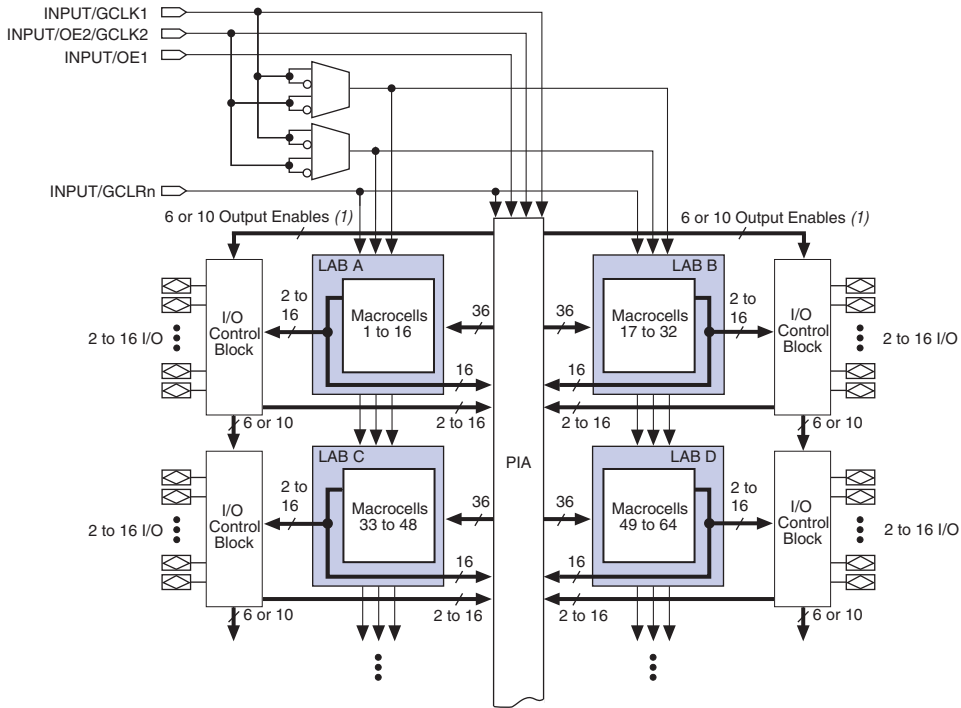 INPUT/GCLK1
INPUT/OE2/GCLK2
INPUT/OE1
INPUT/GCLRn
6 or 10 Output Enables (1)
6 or 10 Output Enables (1)
LAB A
LAB B
I/O
Control
Block
2 to
16
Macrocells
1 to 16
36
36
Macrocells
17 to 32
2 to
16
I/O
Control
Block
2 to 16 I/O
2 to 16 I/O
16
16
6 or 10
2 to 16
2 to 16
6 or 10
LAB C
PIA
LAB D
I/O
Control
Block
2 to
16
Macrocells
33 to 48
36
36
Macrocells
49 to 64
2 to
16
I/O
Control
Block
2 to 16 I/O
2 to 16 I/O
16
16
6 or 10
2 to 16
2 to 16
6 or 10